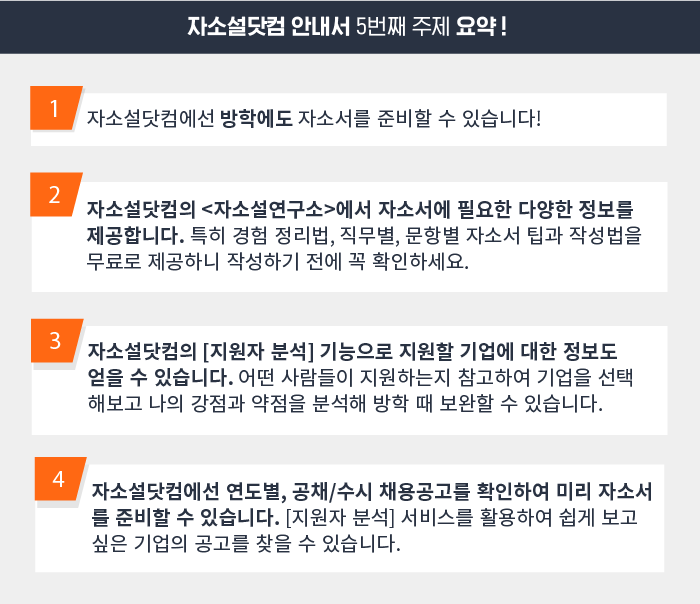 자소설닷컴 안내서 5번째 주제 요약!
1
자소설닷컴에선 방학에도 자소서를 준비할 수 있습니다!
2
자소설닷컴의 <자소설연구소>에서 자소서에 필요한 다양한 정보를
제공합니다. 특히 경험 정리법, 직무별, 문항별 자소서 팁과 작성법을
무료로 제공하니 작성하기 전에 꼭 확인하세요.
3
자소설닷컴의 [지원자 분석] 기능으로 지원할 기업에 대한 정보도
얻을 수 있습니다. 어떤 사람들이 지원하는지 참고하여 기업을 선택
해보고 나의 강점과 약점을 분석해 방학 때 보완할 수 있습니다.
4
자소설닷컴에선 연도별, 공채/수시 채용공고를 확인하여 미리 자소서
를 준비할 수 있습니다. [지원자 분석] 서비스를 활용하여 쉽게 보고
싶은 기업의 공고를 찾을 수 있습니다.